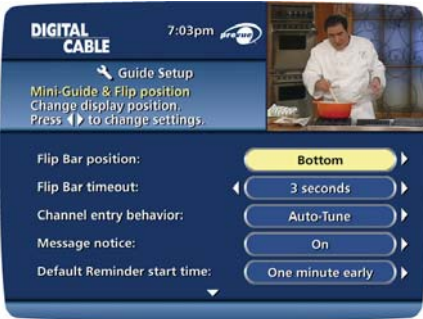 DIGITAL
CABLE
7:03pm
prevue
Guide Setup
Mini-Guide & Flip position
Change display position.
Press ◀▶ to change settings.
Flip Bar position:
Bottom
Flip Bar timeout:
3 seconds
Channel entry behavior:
Auto-Tune
Message notice:
On
Default Reminder start time:
One minute early